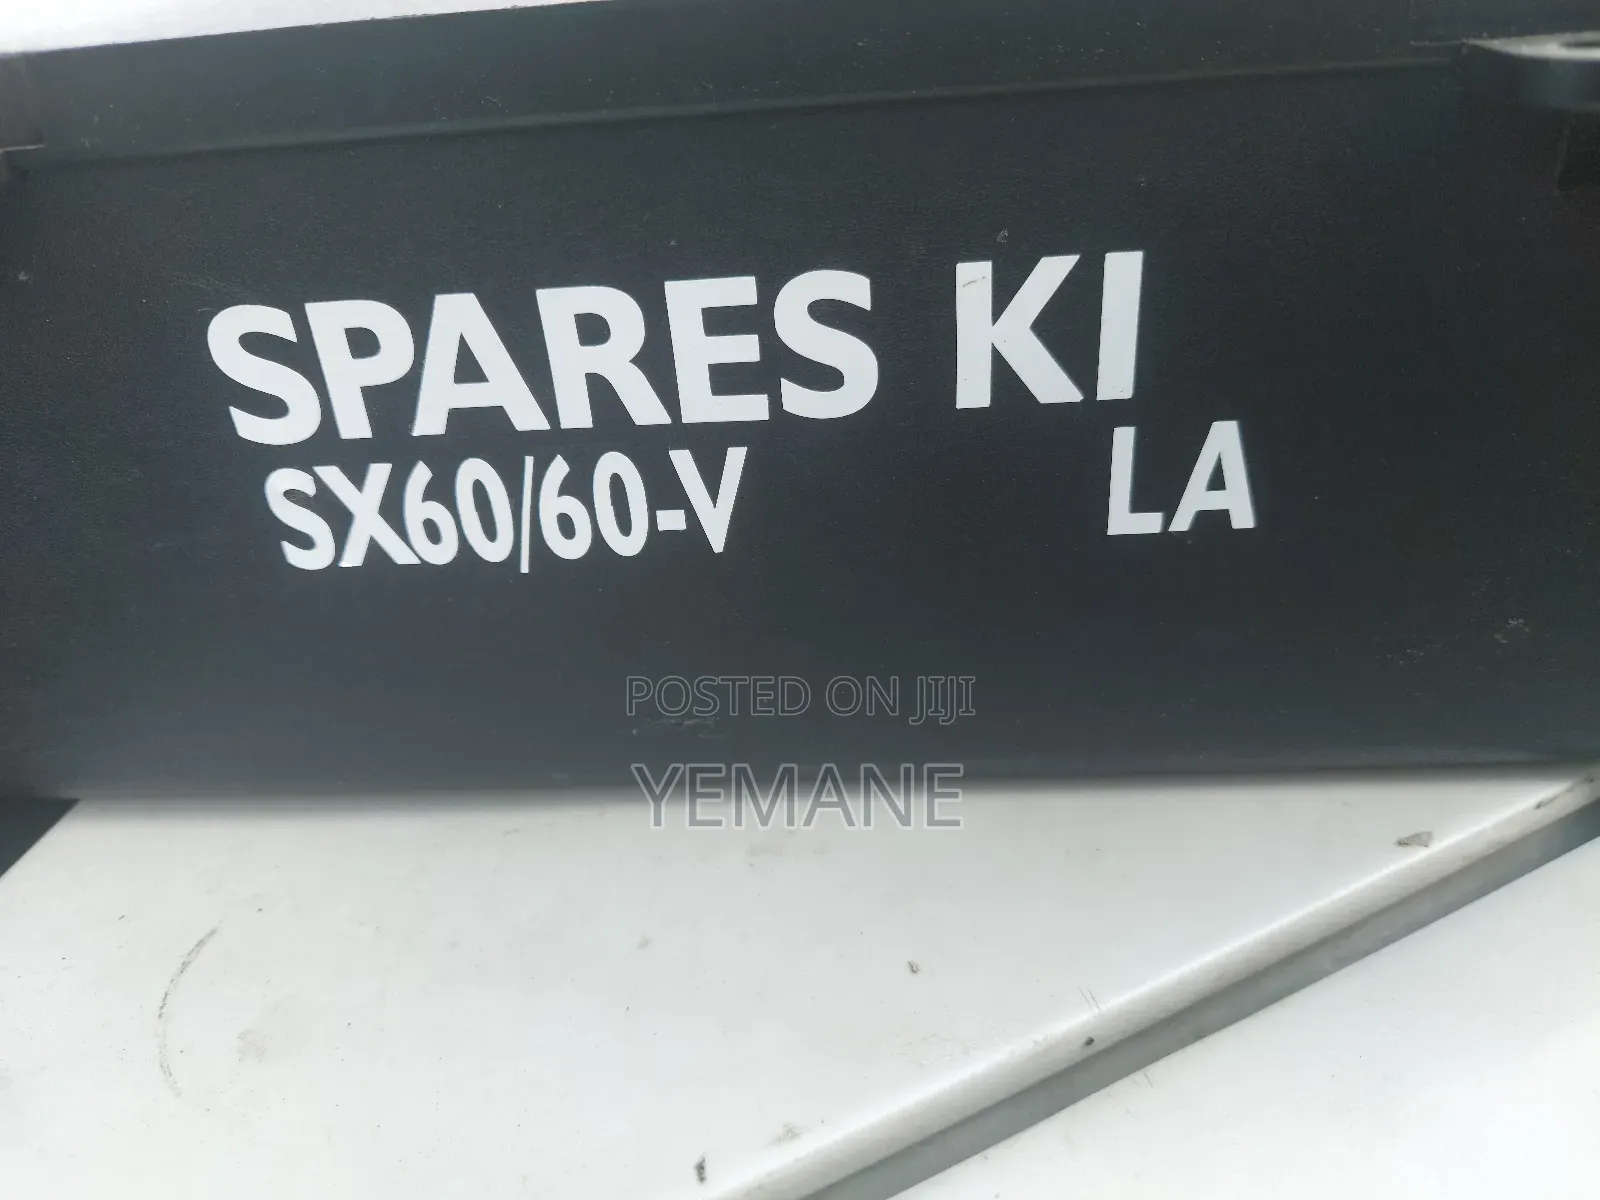 SPARES KI
SX60/60-V LA
POSTED ON JIJI
YEMANE